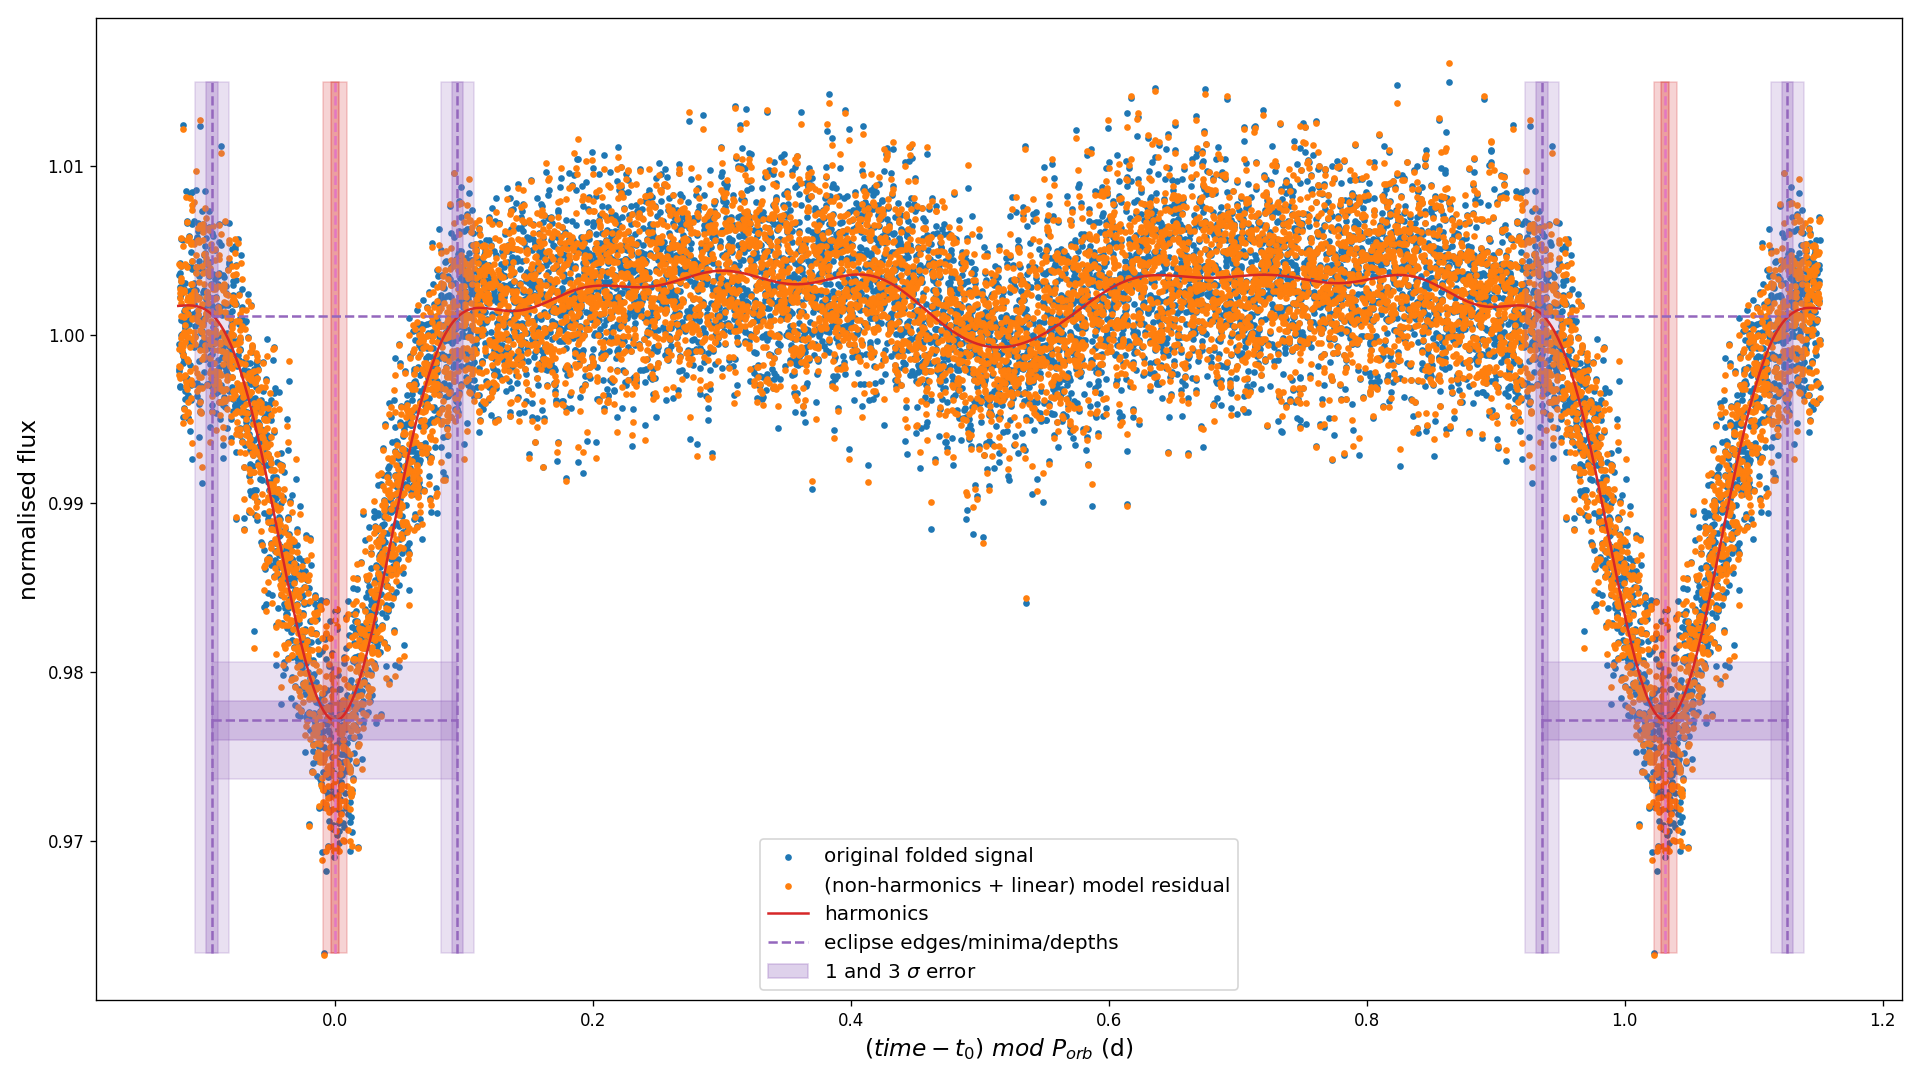 normalised flux
1.01
1.00
0.99
0.98
0.97
original folded signal
(non-harmonics + linear) model residual
harmonics
eclipse edges/minima/depths
1 and 3 σ error
0.0 0.2 0.4 0.6 0.8 1.0 1.2
(time − t₀) mod Pₒᵣb (d)